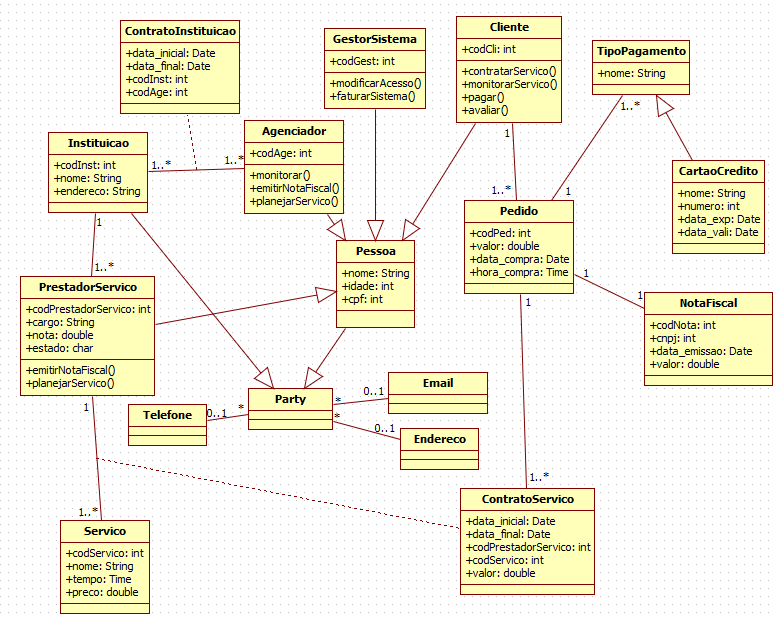 ContratoInstituicao
+data_inicial: Date
+data_final: Date
+codInst: int
+codAge: int
GestorSistema
+codGest: int
+modificarAcesso()
+faturarSistema()
Cliente
+codCli: int
+contratarServico()
+monitorarServico()
+pagar()
+avaliar()
TipoPagamento
+nome: String
Instituicao
+codInst: int
+nome: String
+endereco: String
1..*
1..*
Agenciador
+codAge: int
+monitorar()
+emitirNotaFiscal()
+planejarServico()
1
1..*
1..*
1
CartaoCredito
+nome: String
+numero: int
+data_exp: Date
+data_vali: Date
Pedido
+codPed: int
+valor: double
+data_compra: Date
+hora_compra: Time
Pessoa
+nome: String
+idade: int
+cpf: int
1
1..*
PrestadorServico
+codPrestadorServico: int
+cargo: String
+nota: double
+estado: char
+emitirNotaFiscal()
+planejarServico()
1
1
NotaFiscal
+codNota: int
+cnpj: int
+data_emissao: Date
+valor: double
1
Party
Telefone
0..1
*
Email
*
0..1
Endereco
*
0..1
1
1..*
Servico
+codServico: int
+nome: String
+tempo: Time
+preco: double
1..*
ContratoServico
+data_inicial: Date
+data_final: Date
+codPrestadorServico: int
+codServico: int
+valor: double